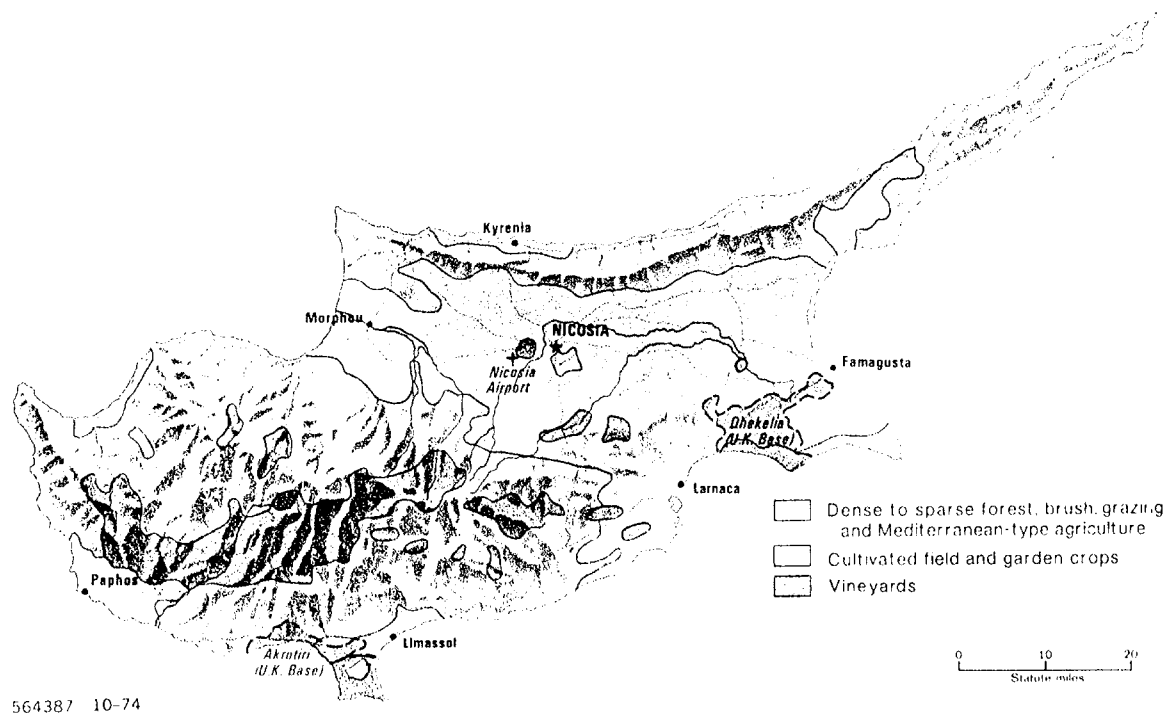 Kyrenia
Morphou
NICOSIA
Nicosia
Airport
Famagusta
Dhekelia
(U.K. Base)
Larnaca
Dense to sparse forest, brush, grazing
and Mediterranean-type agriculture
Cultivated field and garden crops
Vineyards
Paphos
Limassol
Akrotiri
(U.K. Base)
0 10 20
Statute miles
564387 10-74